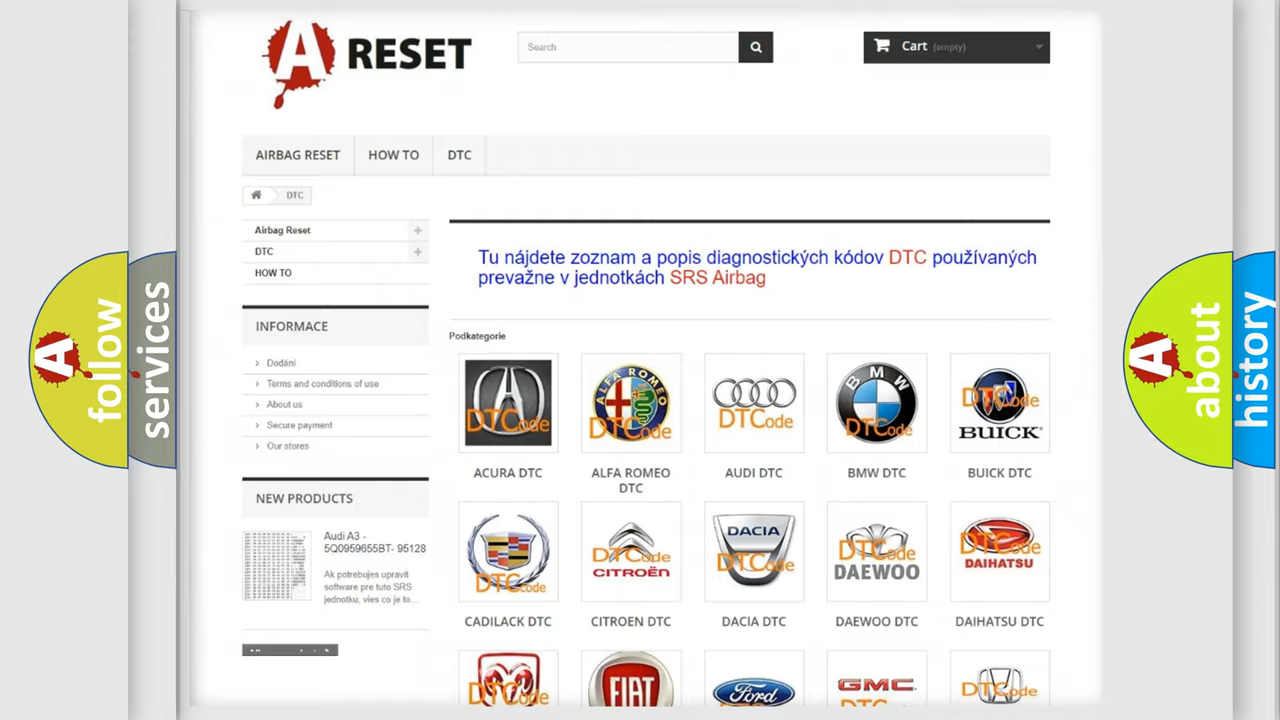 A RESET
Search
Cart (empty)
AIRBAG RESET
HOW TO
DTC
DTC
Airbag Reset
DTC
HOW TO
INFORMACE
Dodání
Terms and conditions of use
About us
Secure payment
Our stores
NEW PRODUCTS
Audi A3 -
5Q0959655BT- 95128
Ak potrebujes upravit
software pre tuto SRS
jednotku, vies co je to...
Tu nájdete zoznam a popis diagnostických kódov DTC používaných
prevažne v jednotkách SRS Airbag
Podkategorie
DTCode
ALFA ROMEO
DTCode
DTCode
BMW
DTCode
DTCode
BUICK
ACURA DTC
ALFA ROMEO
DTC
AUDI DTC
BMW DTC
BUICK DTC
DTCode
DTCode
CITROËN
DACIA
DTCode
DTCode
DAEWOO
DTCode
DAIHATSU
CADILACK DTC
CITROEN DTC
DACIA DTC
DAEWOO DTC
DAIHATSU DTC
DTCode
FIAT
Ford
GMC
DTCode
A follow
services
A about
history